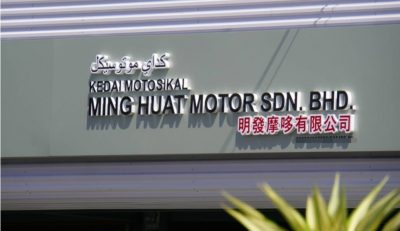 كداي موتوسيكل
KEDAI MOTOSIKAL
MING HUAT MOTOR SDN. BHD.
明發摩哆有限公司